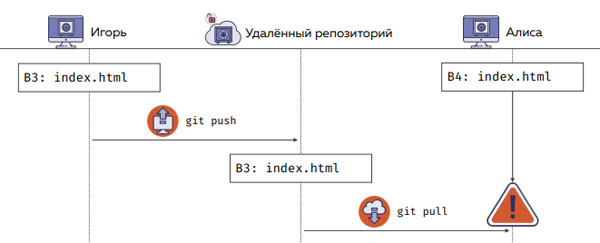 Игорь
Удалённый репозиторий
Алиса
B3: index.html
B4: index.html
git push
B3: index.html
git pull